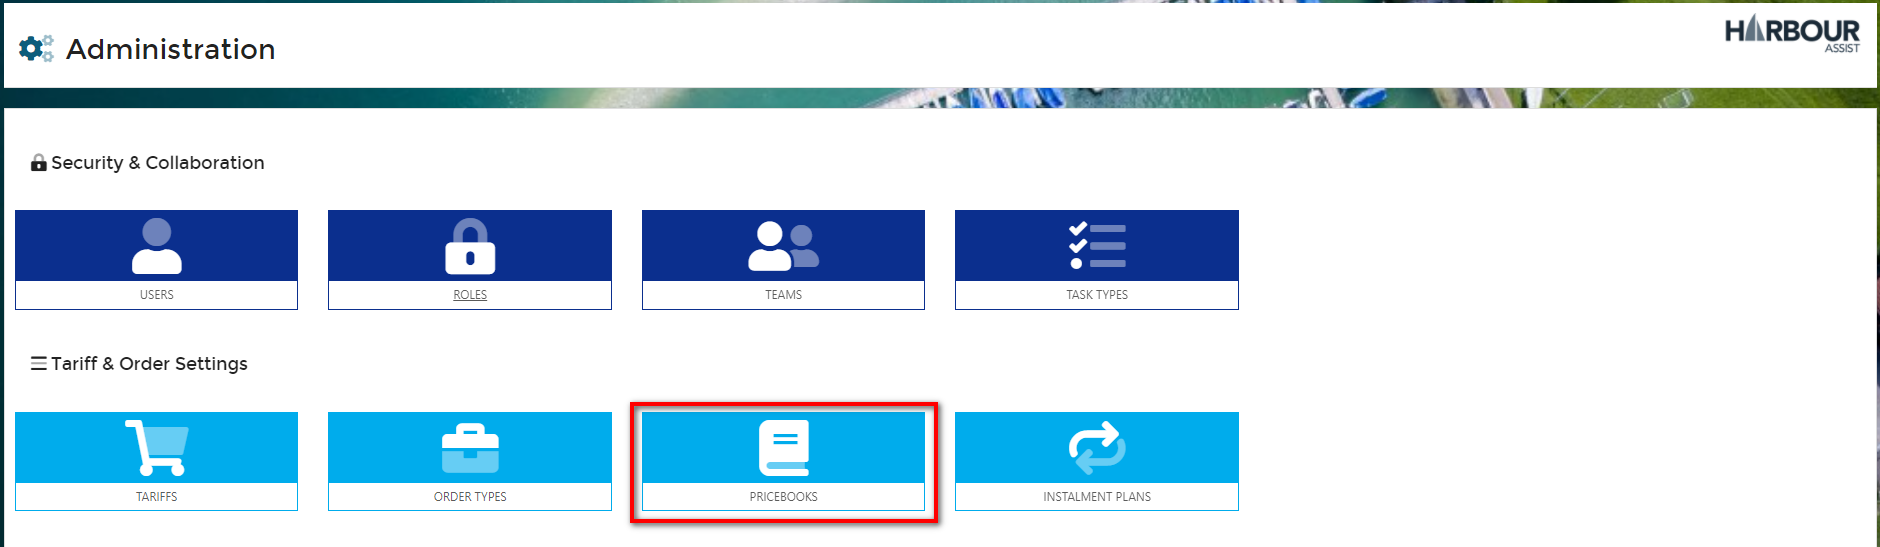 Administration
HARBOUR
ASSIST
Security & Collaboration
USERS
ROLES
TEAMS
TASK TYPES
Tariff & Order Settings
TARIFFS
ORDER TYPES
PRICEBOOKS
INSTALMENT PLANS